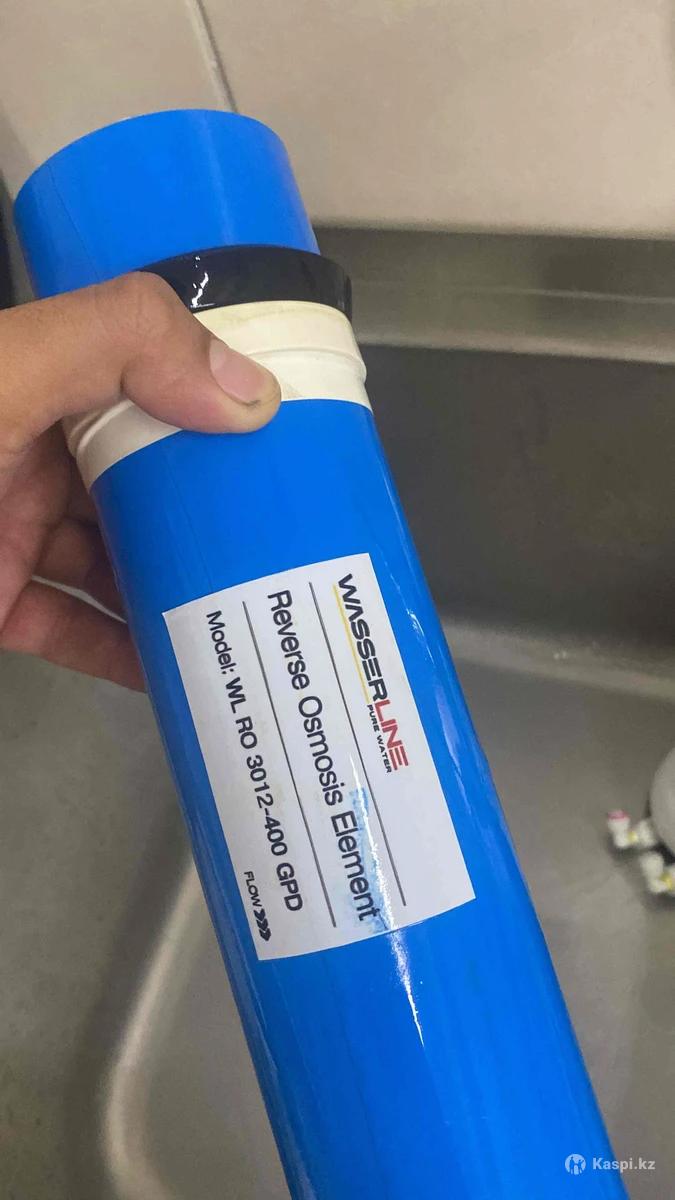 WASSERLINE
PURE WATER
Reverse Osmosis Element
Model: WL RO 3012-400 GPD
FLOW
Kaspi.kz